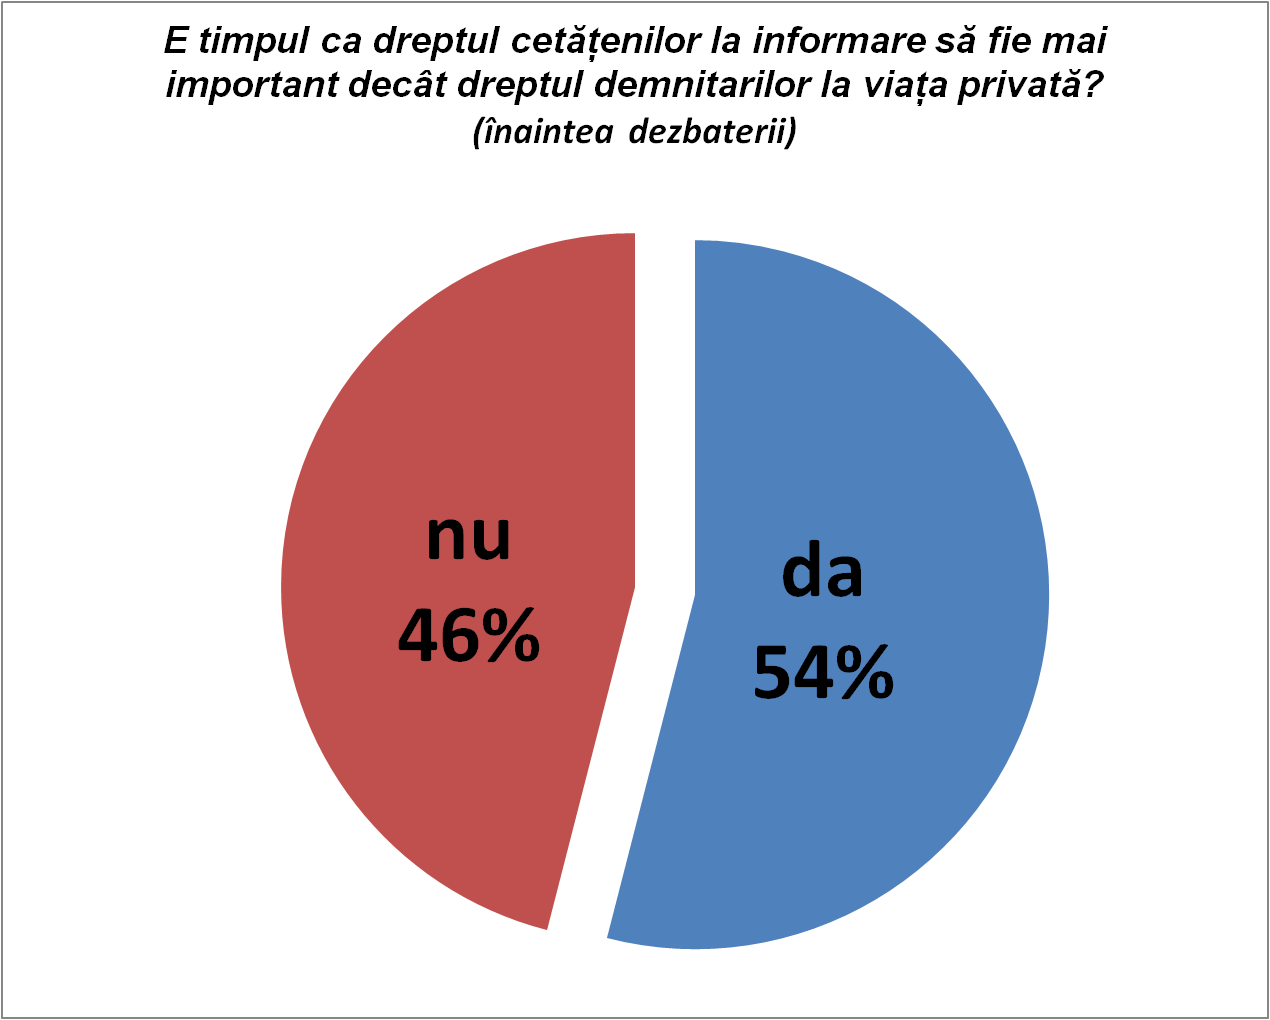 E timpul ca dreptul cetățenilor la informare să fie mai
important decât dreptul demnitarilor la viața privată?
(înaintea dezbaterii)
nu
46%
da
54%